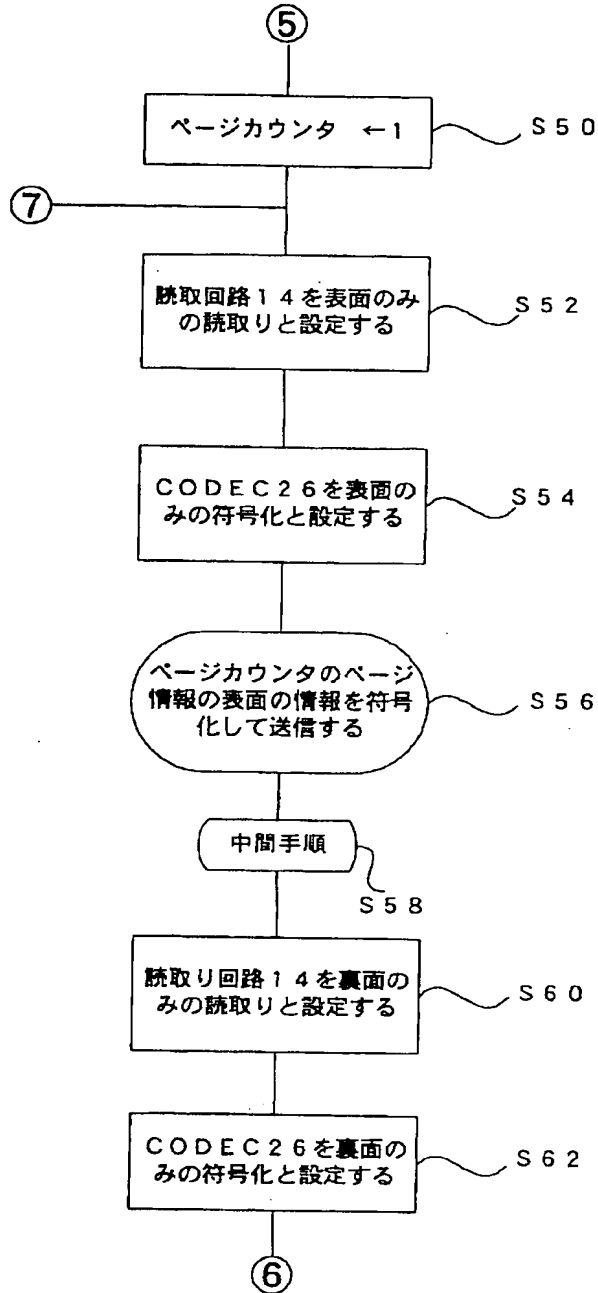 ⑤
ページカウンタ ←1
S50
⑦
読取回路14を表面のみ
の読取りと設定する
S52
CODEC26を表面の
みの符号化と設定する
S54
ページカウンタのページ
情報の表面の情報を符号
化して送信する
S56
中間手順
S58
読取り回路14を裏面の
みの読取りと設定する
S60
CODEC26を裏面の
みの符号化と設定する
S62
⑥